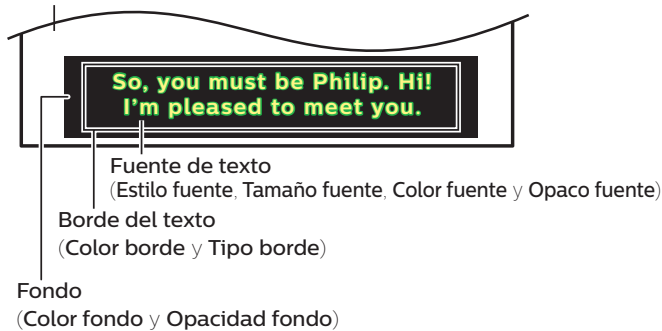 So, you must be Philip. Hi!
I'm pleased to meet you.
Fuente de texto
(Estilo fuente, Tamaño fuente, Color fuente y Opaco fuente)
Borde del texto
(Color borde y Tipo borde)
Fondo
(Color fondo y Opacidad fondo)